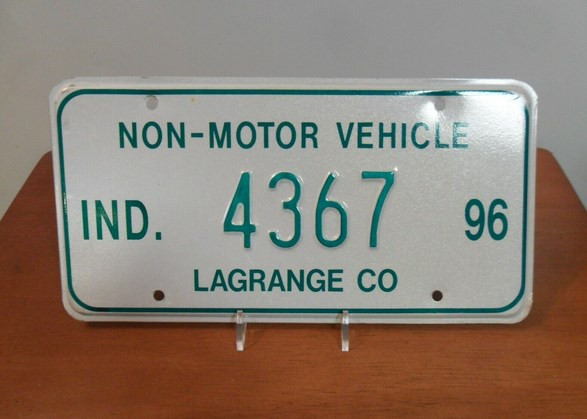 NON-MOTOR VEHICLE
IND. 4367 96
LAGRANGE CO